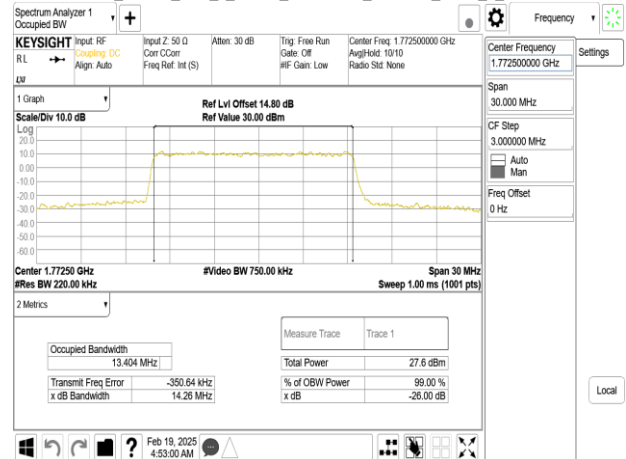 Spectrum Analyzer 1
Occupied BW
Frequency
KEYSIGHT
Input: RF
Input Z: 50 Ω
Atten: 30 dB
Trig: Free Run
Center Freq: 1.772500000 GHz
RL
Coupling: DC
Corr CCorr
Gate: Off
Avg|Hold: 10/10
Align: Auto
Freq Ref: Int (S)
#IF Gain: Low
Radio Std: None
LXI
Center Frequency
1.772500000 GHz
Settings
Span
30.000 MHz
CF Step
3.000000 MHz
Auto
Man
Freq Offset
0 Hz
1 Graph
Ref Lvl Offset 14.80 dB
Scale/Div 10.0 dB
Ref Value 30.00 dBm
Log
20.0
10.0
0.00
-10.0
-20.0
-30.0
-40.0
-50.0
-60.0
Center 1.77250 GHz
#Video BW 750.00 kHz
Span 30 MHz
#Res BW 220.00 kHz
Sweep 1.00 ms (1001 pts)
2 Metrics
Measure Trace
Trace 1
Occupied Bandwidth
13.404 MHz
Total Power
27.6 dBm
Transmit Freq Error
-350.64 kHz
% of OBW Power
99.00 %
x dB Bandwidth
14.26 MHz
x dB
-26.00 dB
Local
?
Feb 19, 2025
4:53:00 AM